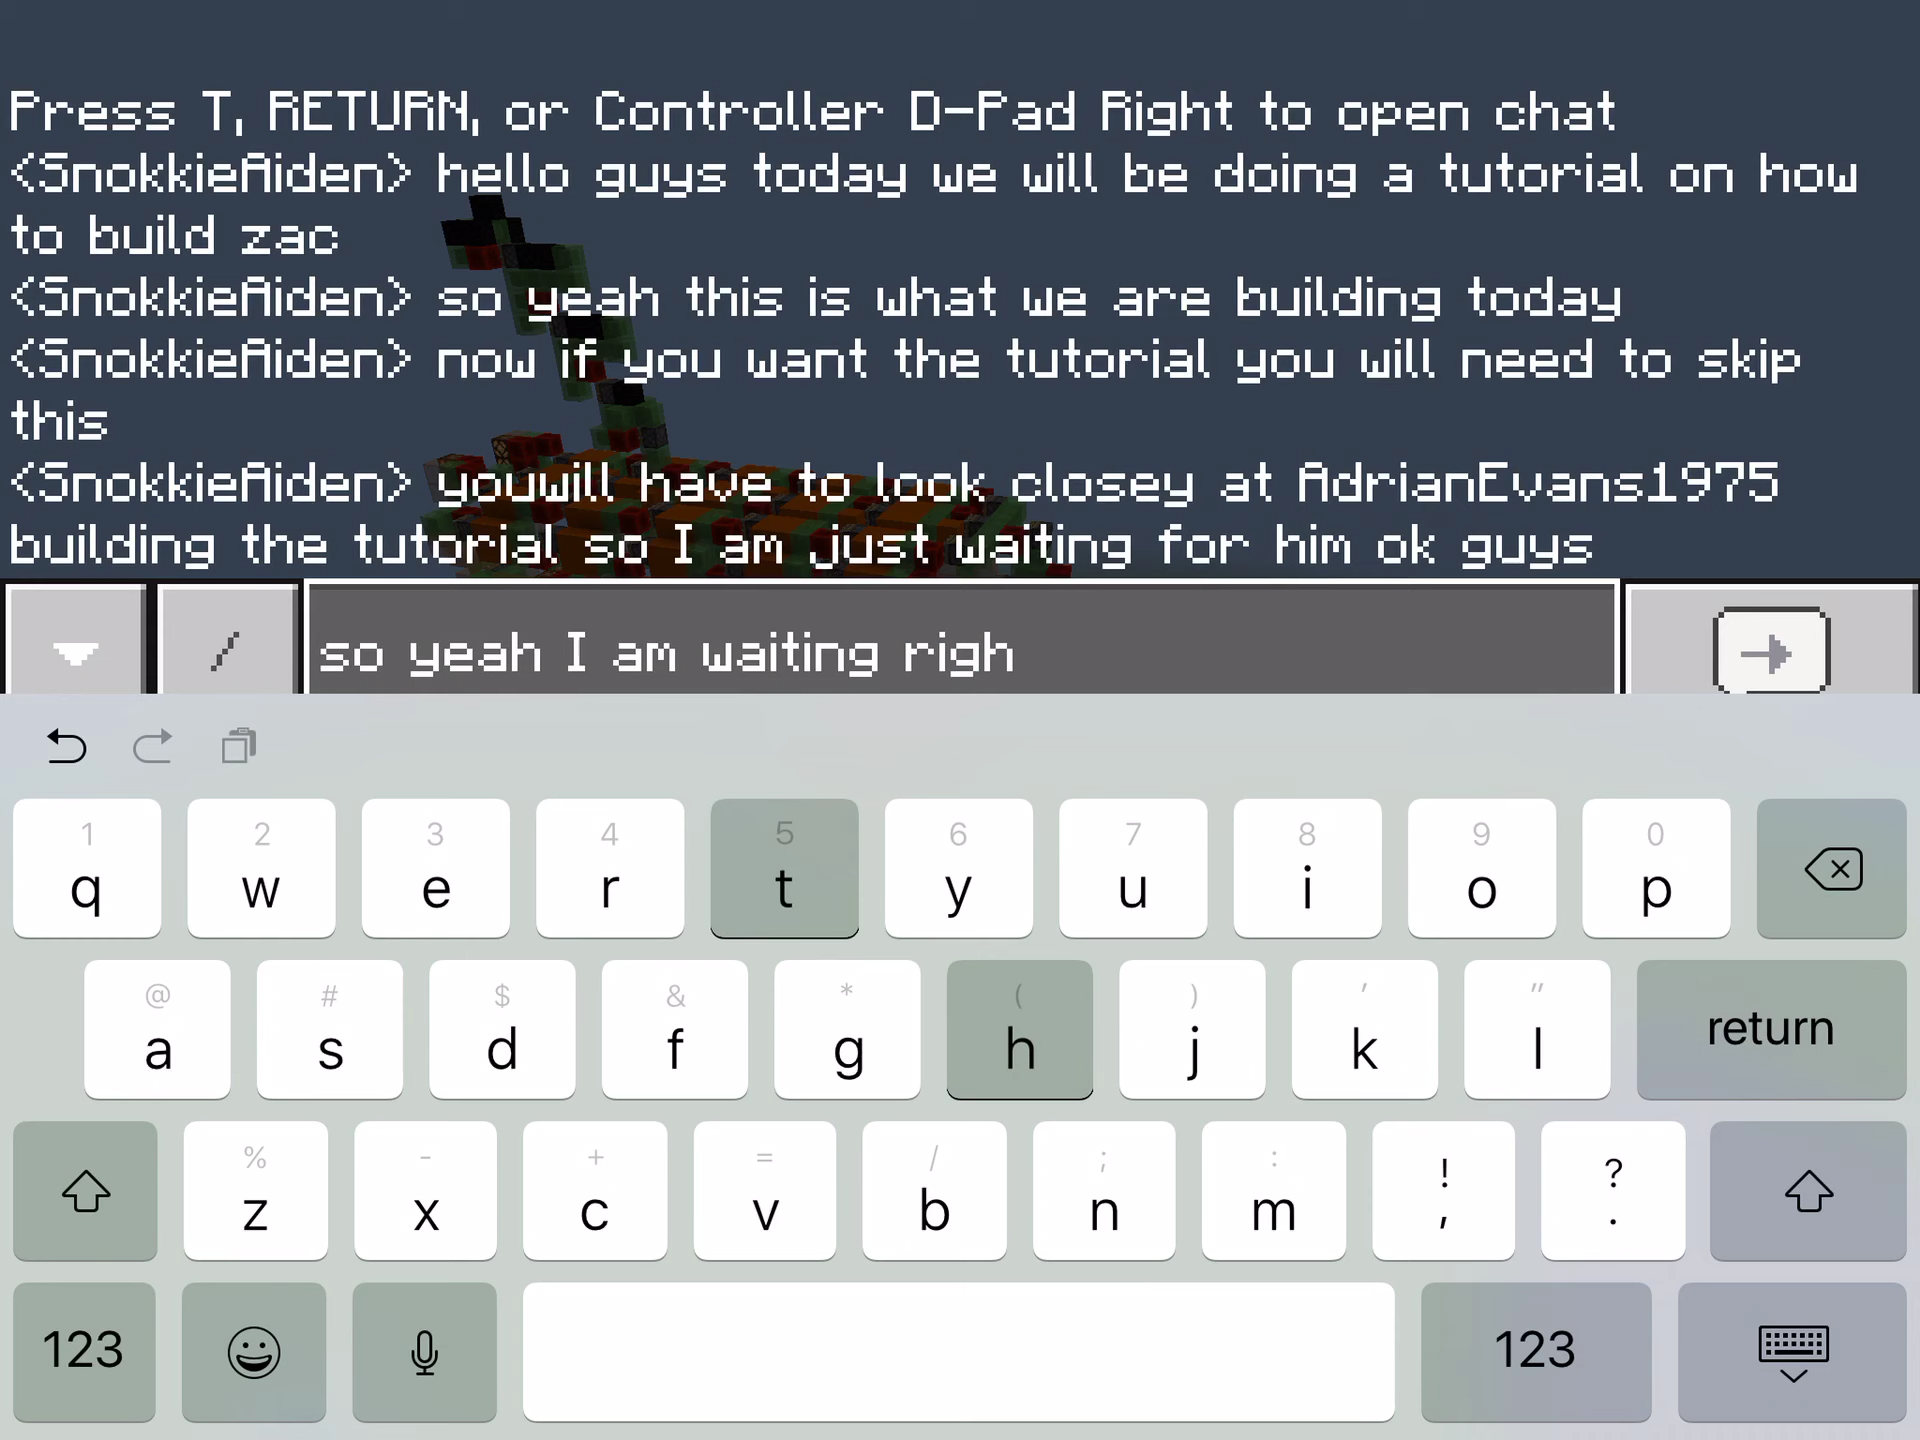 Press T, RETURN, or Controller D-Pad Right to open chat
<SnokkieAiden> hello guys today we will be doing a tutorial on how
to build zac
<SnokkieAiden> so yeah this is what we are building today
<SnokkieAiden> now if you want the tutorial you will need to skip
this
<SnokkieAiden> youwill have to look closey at AdrianEvans1975
building the tutorial so I am just waiting for him ok guys
/ so yeah I am waiting righ
1 2 3 4 5 6 7 8 9 0
q w e r t y u i o p
@ # $ & * ( ) ' "
a s d f g h j k l return
% - + = / ; : ! ?
z x c v b n m , .
123 123